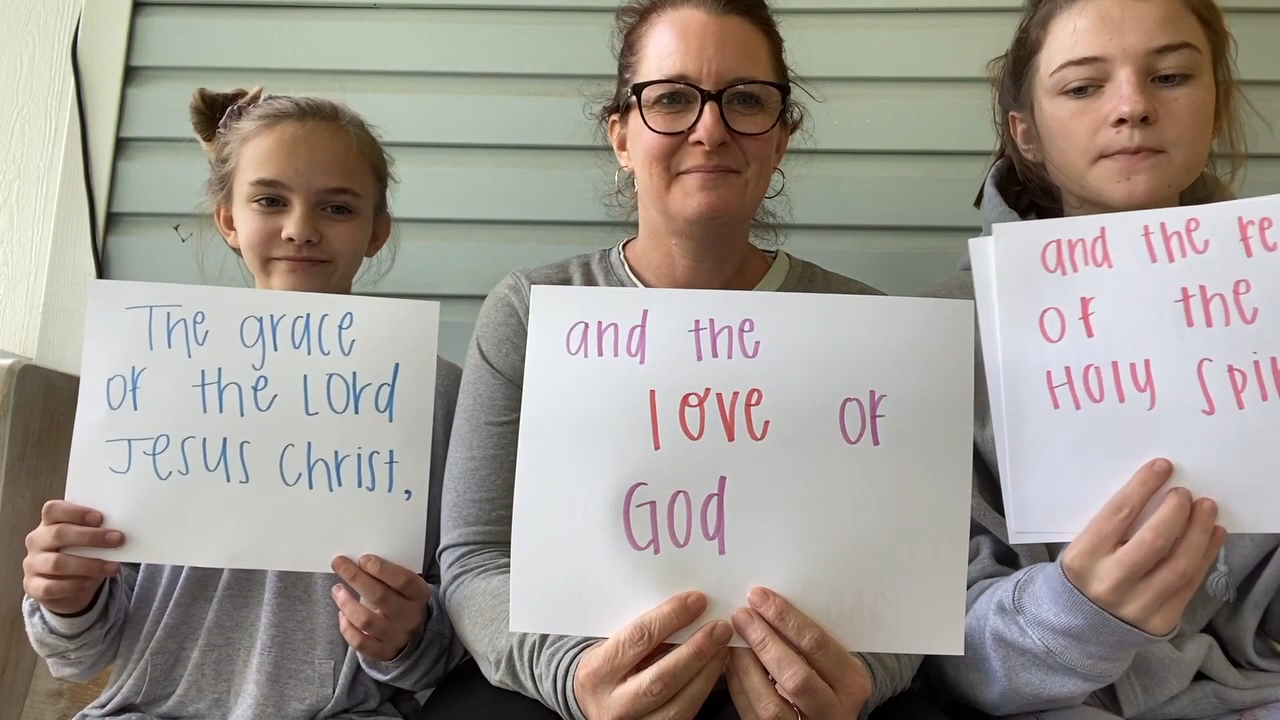 The grace
of the Lord
Jesus Christ,
and the
love of
God
and the
of the
Holy